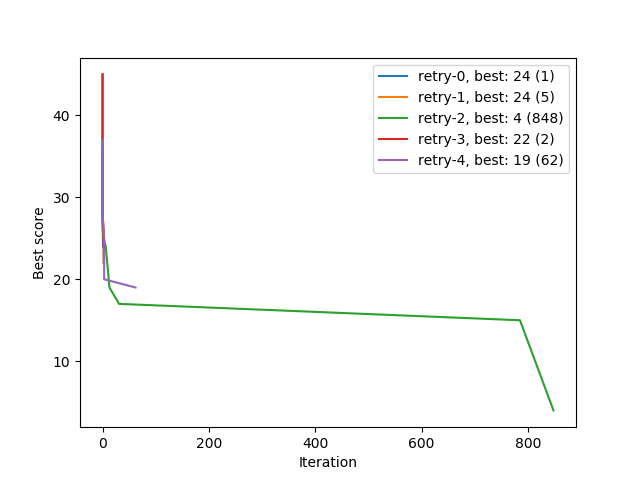 retry-0, best: 24 (1)
retry-1, best: 24 (5)
retry-2, best: 4 (848)
retry-3, best: 22 (2)
retry-4, best: 19 (62)
40
30
20
10
Best score
0 200 400 600 800
Iteration